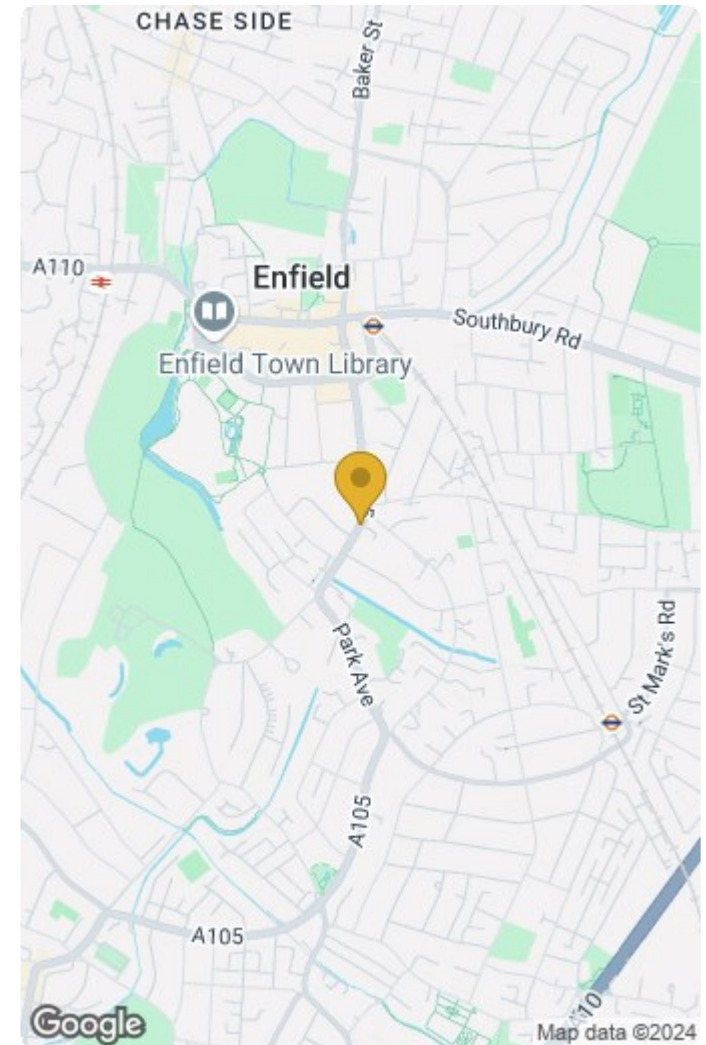 CHASE SIDE
Baker St
A110
Enfield
Southbury Rd
Enfield Town Library
Park Ave
St Mark's Rd
A105
A105
Google
Map data ©2024